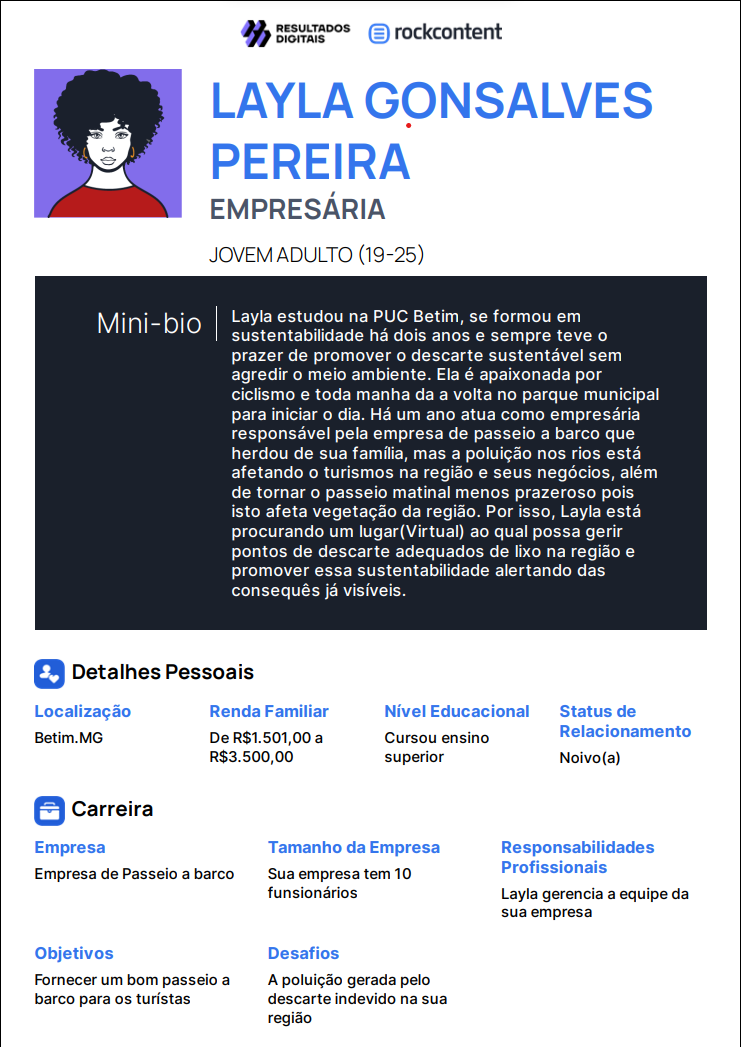 RESULTADOS
DIGITAIS
rockcontent
LAYLA GONSALVES
PEREIRA
EMPRESÁRIA
JOVEM ADULTO (19-25)
Mini-bio
Layla estudou na PUC Betim, se formou em
sustentabilidade há dois anos e sempre teve o
prazer de promover o descarte sustentável sem
agredir o meio ambiente. Ela é apaixonada por
ciclismo e toda manha da a volta no parque municipal
para iniciar o dia. Há um ano atua como empresária
responsável pela empresa de passeio a barco que
herdou de sua família, mas a poluição nos rios está
afetando o turismos na região e seus negócios, além
de tornar o passeio matinal menos prazeroso pois
isto afeta vegetação da região. Por isso, Layla está
procurando um lugar(Virtual) ao qual possa gerir
pontos de descarte adequados de lixo na região e
promover essa sustentabilidade alertando das
consequês já visíveis.
Detalhes Pessoais
Localização
Betim.MG
Renda Familiar
De R$1.501,00 a
R$3.500,00
Nível Educacional
Cursou ensino
superior
Status de
Relacionamento
Noivo(a)
Carreira
Empresa
Empresa de Passeio a barco
Tamanho da Empresa
Sua empresa tem 10
funsionários
Responsabilidades
Profissionais
Layla gerencia a equipe da
sua empresa
Objetivos
Fornecer um bom passeio a
barco para os turístas
Desafios
A poluição gerada pelo
descarte indevido na sua
região